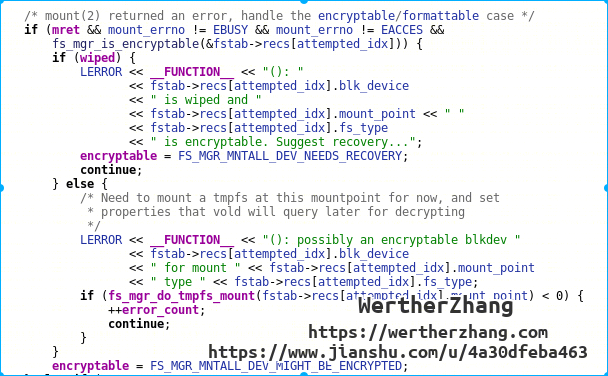 /* mount(2) returned an error, handle the encryptable/formattable case */
if (mret && mount_errno != EBUSY && mount_errno != EACCES &&
fs_mgr_is_encryptable(&fstab->recs[attempted_idx])) {
if (wiped) {
LERROR << __FUNCTION__ << "(): "
<< fstab->recs[attempted_idx].blk_device
<< " is wiped and "
<< fstab->recs[attempted_idx].mount_point << " "
<< fstab->recs[attempted_idx].fs_type
<< " is encryptable. Suggest recovery...";
encryptable = FS_MGR_MNTALL_DEV_NEEDS_RECOVERY;
continue;
} else {
/* Need to mount a tmpfs at this mountpoint for now, and set
* properties that vold will query later for decrypting
*/
LERROR << __FUNCTION__ << "(): possibly an encryptable blkdev "
<< fstab->recs[attempted_idx].blk_device
<< " for mount " << fstab->recs[attempted_idx].mount_point
<< " type " << fstab->recs[attempted_idx].fs_type;
if (fs_mgr_do_tmpfs_mount(fstab->recs[attempted_idx].mount_point) < 0) {
WertherZhang
++error_count;
continue;
https://wertherzhang.com
}
}
https://www.jianshu.com/u/4a30dfeba463
encryptable = FS_MGR_MNTALL_DEV_MIGHT_BE_ENCRYPTED;